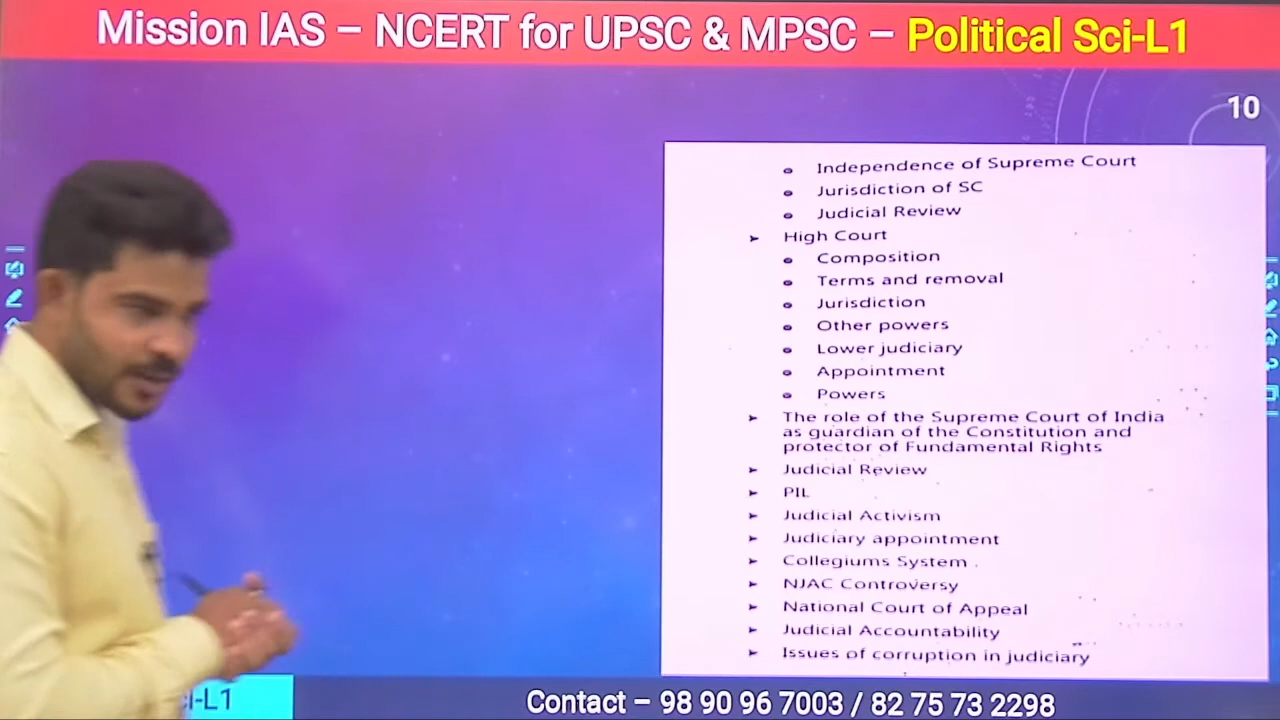 Mission IAS – NCERT for UPSC & MPSC – Political Sci-L1
10
Independence of Supreme Court
Jurisdiction of SC
Judicial Review
➤ High Court
Composition
Terms and removal
Jurisdiction
Other powers
Lower judiciary
Appointment
Powers
➤ The role of the Supreme Court of India
as guardian of the Constitution and
protector of Fundamental Rights
➤ Judicial Review
➤ PIL
➤ Judicial Activism
➤ Judiciary appointment
➤ Collegiums System .
➤ NJAC Controversy
➤ National Court of Appeal
➤ Judicial Accountability
➤ Issues of corruption in judiciary
i-L1
Contact – 98 90 96 7003 / 82 75 73 2298